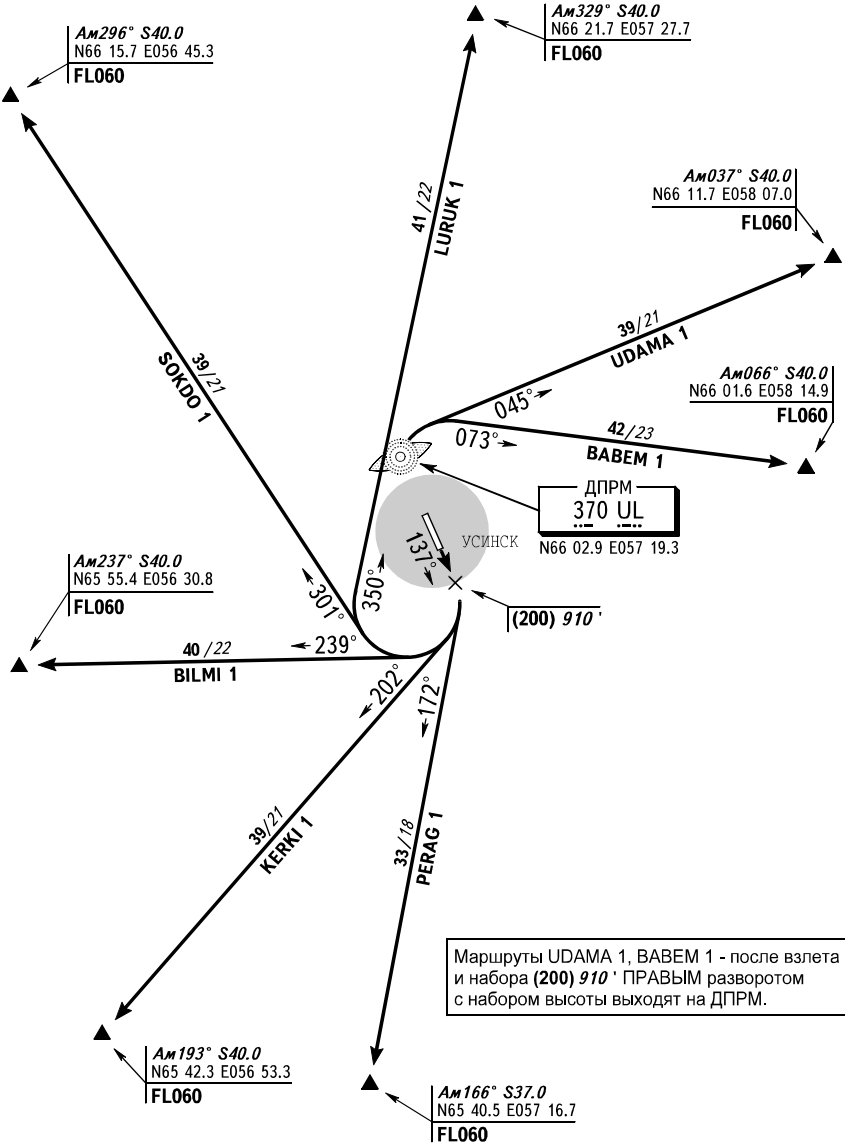 Ам329° S40.0
N66 21.7 E057 27.7
FL060
Ам296° S40.0
N66 15.7 E056 45.3
FL060
Ам037° S40.0
N66 11.7 E058 07.0
FL060
41/22
LURUK 1
39/21
UDAMA 1
39/21
SOKDO 1
Ам066° S40.0
N66 01.6 E058 14.9
FL060
045°
073°
42/23
BABEM 1
ДПРМ
370 UL
N66 02.9 E057 19.3
УСИНСК
137°
Ам237° S40.0
N65 55.4 E056 30.8
FL060
301°
350°
(200) 910 '
239°
40/22
BILMI 1
202°
172°
39/21
KERKI 1
33/18
PERAG 1
Маршруты UDAMA 1, BABEM 1 - после взлета
и набора (200) 910 ' ПРАВЫМ разворотом
с набором высоты выходят на ДПРМ.
Ам193° S40.0
N65 42.3 E056 53.3
FL060
Ам166° S37.0
N65 40.5 E057 16.7
FL060